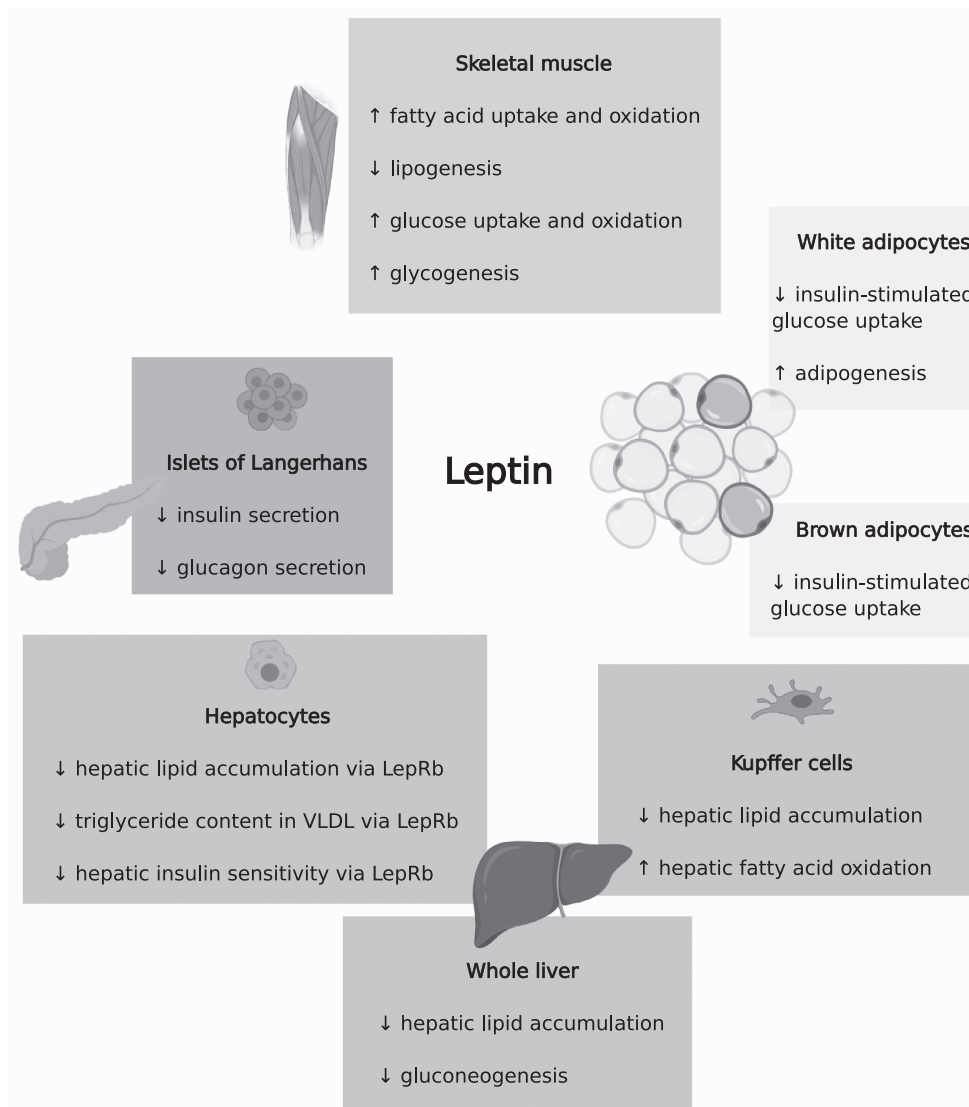 Skeletal muscle
↑ fatty acid uptake and oxidation
↓ lipogenesis
↑ glucose uptake and oxidation
↑ glycogenesis
White adipocytes
↓ insulin-stimulated
glucose uptake
↑ adipogenesis
Islets of Langerhans
↓ insulin secretion
↓ glucagon secretion
Leptin
Brown adipocytes
↓ insulin-stimulated
glucose uptake
Hepatocytes
↓ hepatic lipid accumulation via LepRb
↓ triglyceride content in VLDL via LepRb
↓ hepatic insulin sensitivity via LepRb
Kupffer cells
↓ hepatic lipid accumulation
↑ hepatic fatty acid oxidation
Whole liver
↓ hepatic lipid accumulation
↓ gluconeogenesis